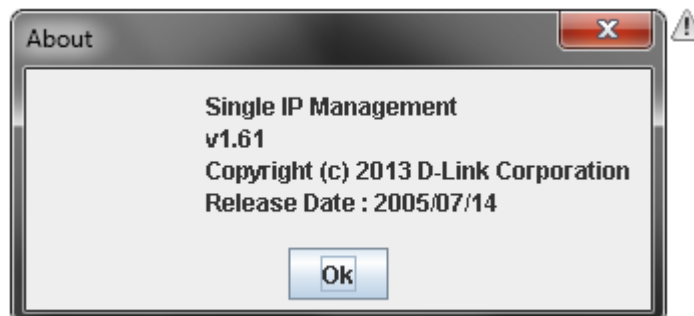 About
Single IP Management
v1.61
Copyright (c) 2013 D-Link Corporation
Release Date : 2005/07/14
Ok